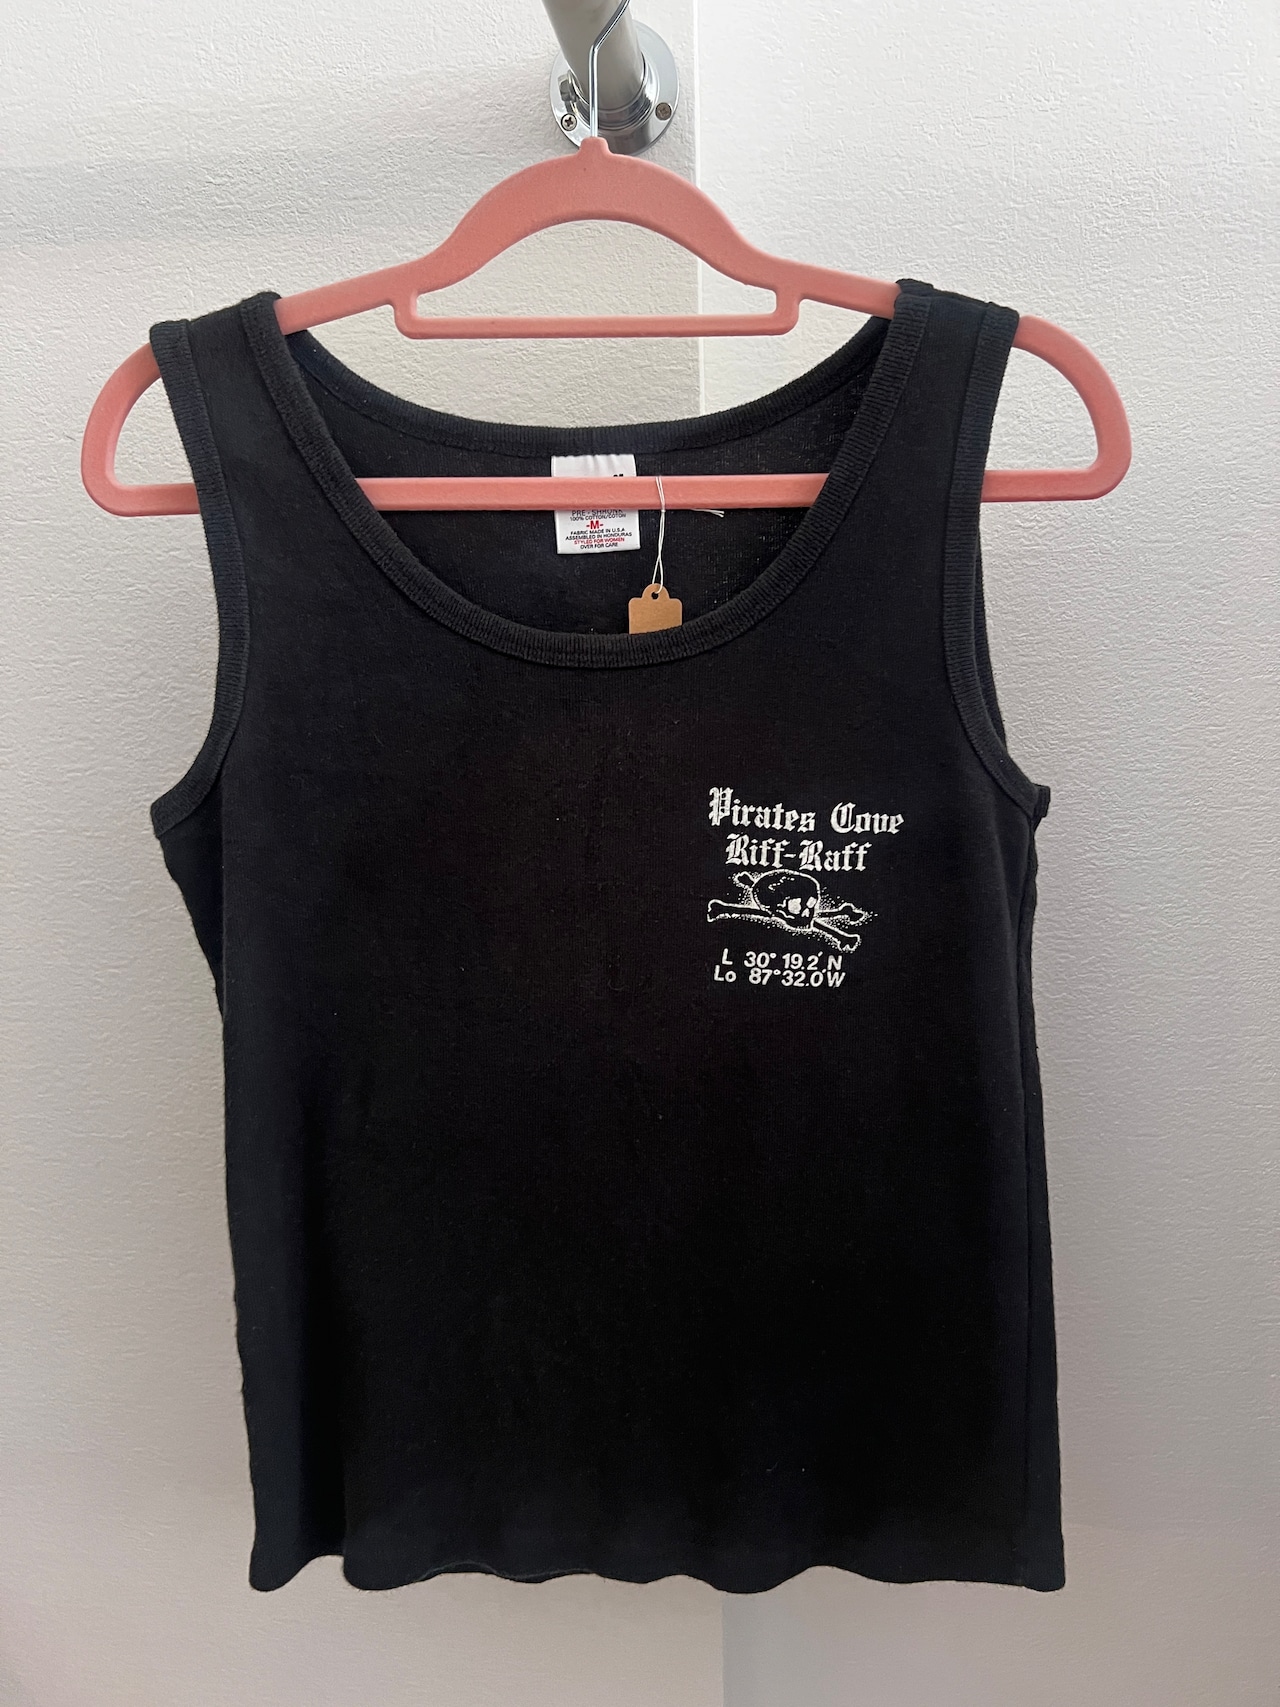 PRE-SHRUNK
100% COTTON/COTON
-M-
FABRIC MADE IN U.S.A
ASSEMBLED IN HONDURAS
STYLED FOR WOMEN
OVER FOR CARE
Pirates Cove
Riff-Raff
L 30° 19.2' N
Lo 87° 32.0' W